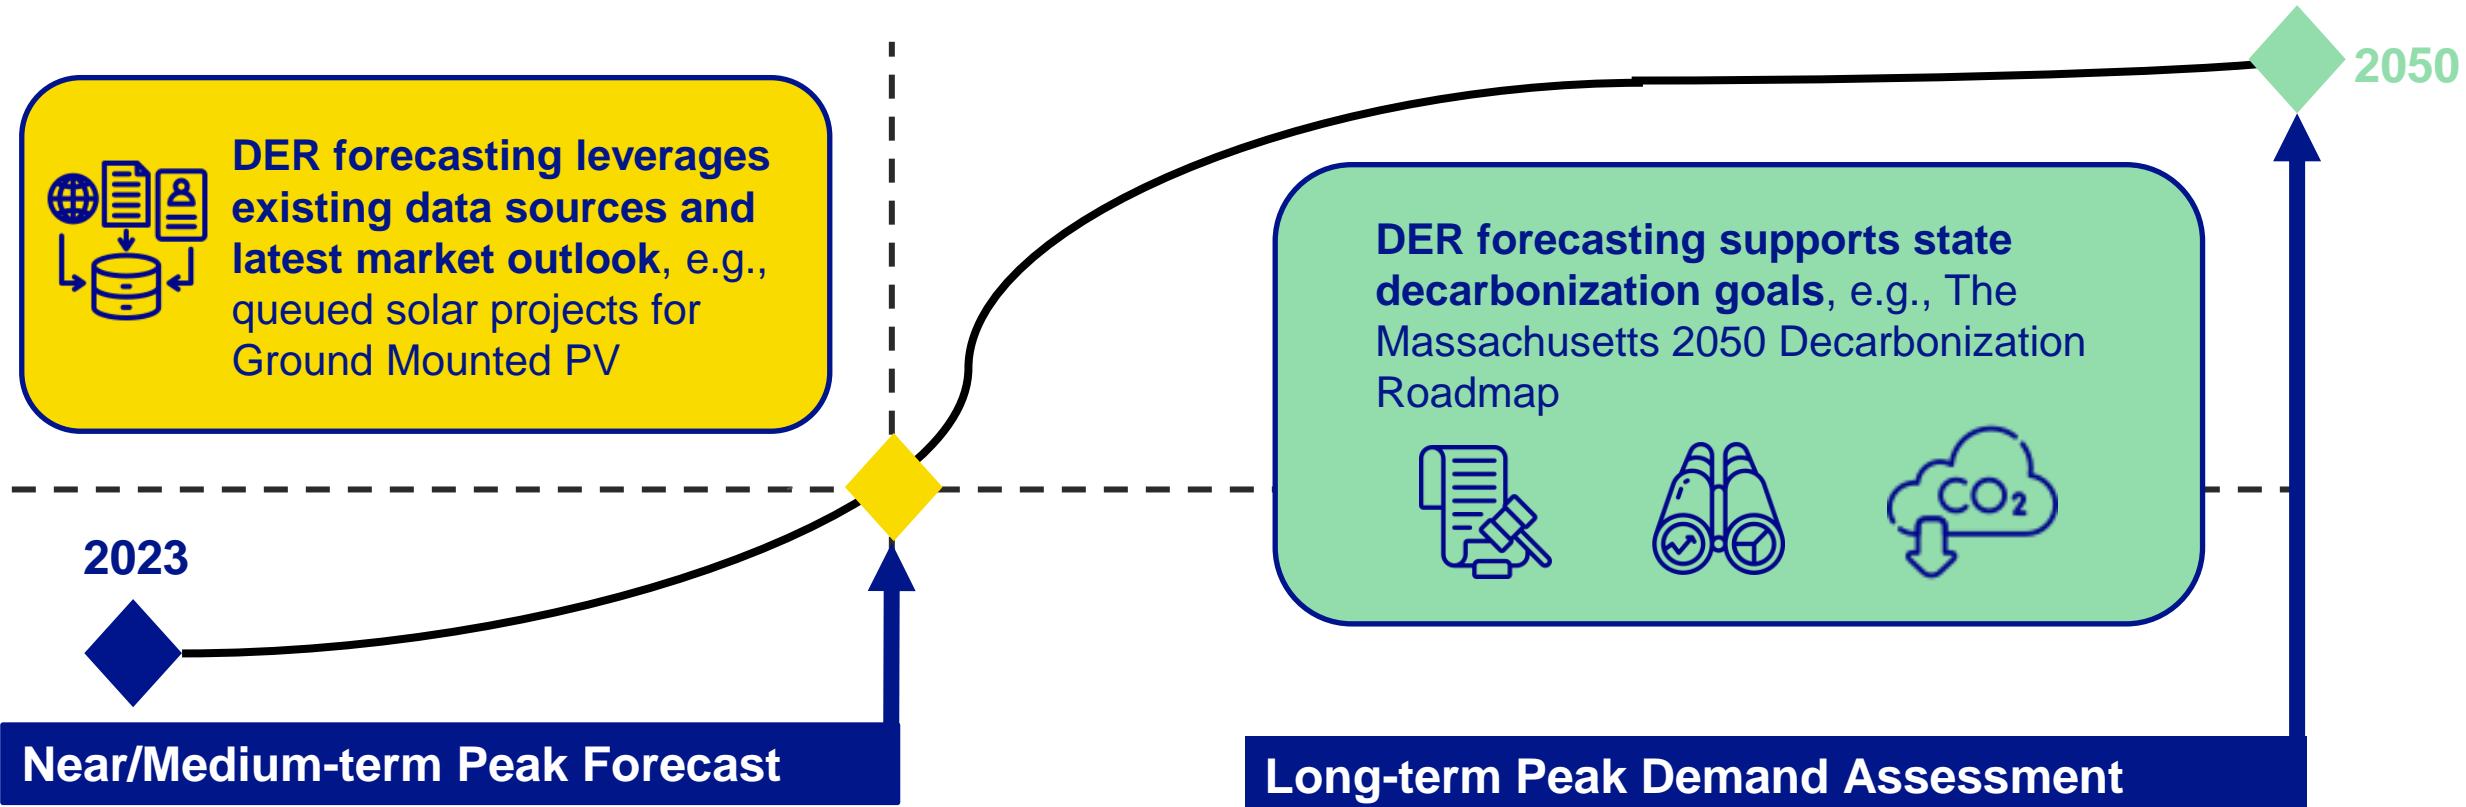 2050
DER forecasting leverages
existing data sources and
latest market outlook, e.g.,
queued solar projects for
Ground Mounted PV
DER forecasting supports state
decarbonization goals, e.g., The
Massachusetts 2050 Decarbonization
Roadmap
CO2
2023
Near/Medium-term Peak Forecast
Long-term Peak Demand Assessment